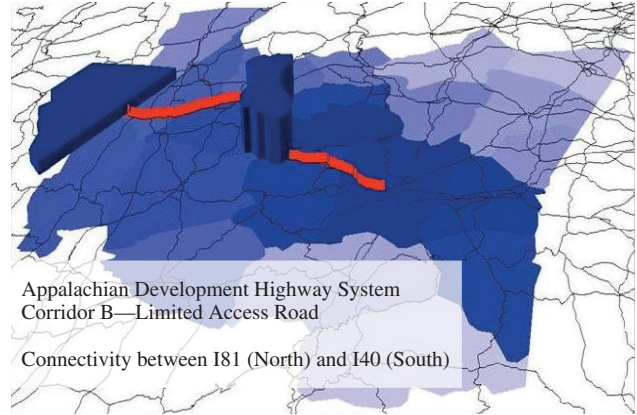 Appalachian Development Highway System
Corridor B—Limited Access Road
Connectivity between I81 (North) and I40 (South)